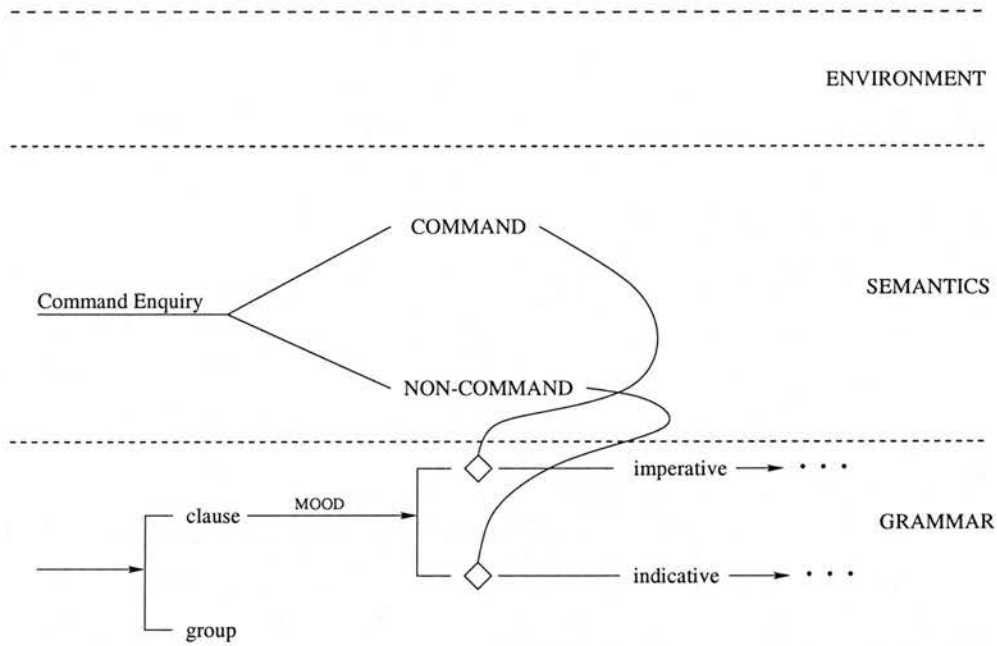 ENVIRONMENT
COMMAND
SEMANTICS
Command Enquiry
NON-COMMAND
imperative . . .
clause MOOD
GRAMMAR
indicative . . .
group